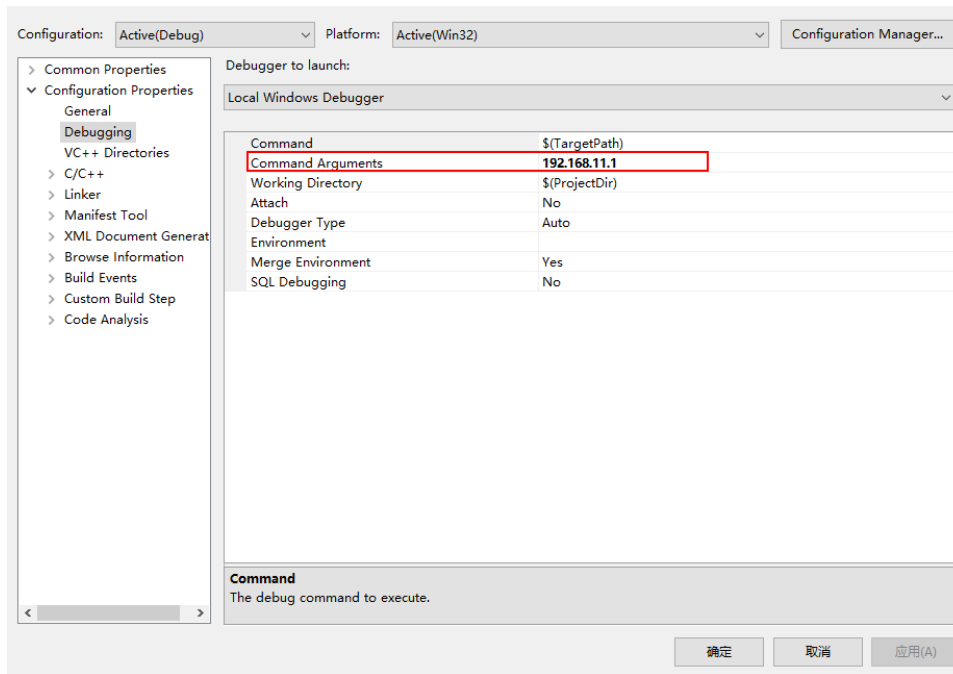 Configuration: Active(Debug) Platform: Active(Win32) Configuration Manager...
Common Properties
Configuration Properties
General
Debugging
VC++ Directories
C/C++
Linker
Manifest Tool
XML Document Generat
Browse Information
Build Events
Custom Build Step
Code Analysis
Debugger to launch:
Local Windows Debugger
Command $(TargetPath)
Command Arguments 192.168.11.1
Working Directory $(ProjectDir)
Attach No
Debugger Type Auto
Environment
Merge Environment Yes
SQL Debugging No
Command
The debug command to execute.
确定 取消 应用(A)